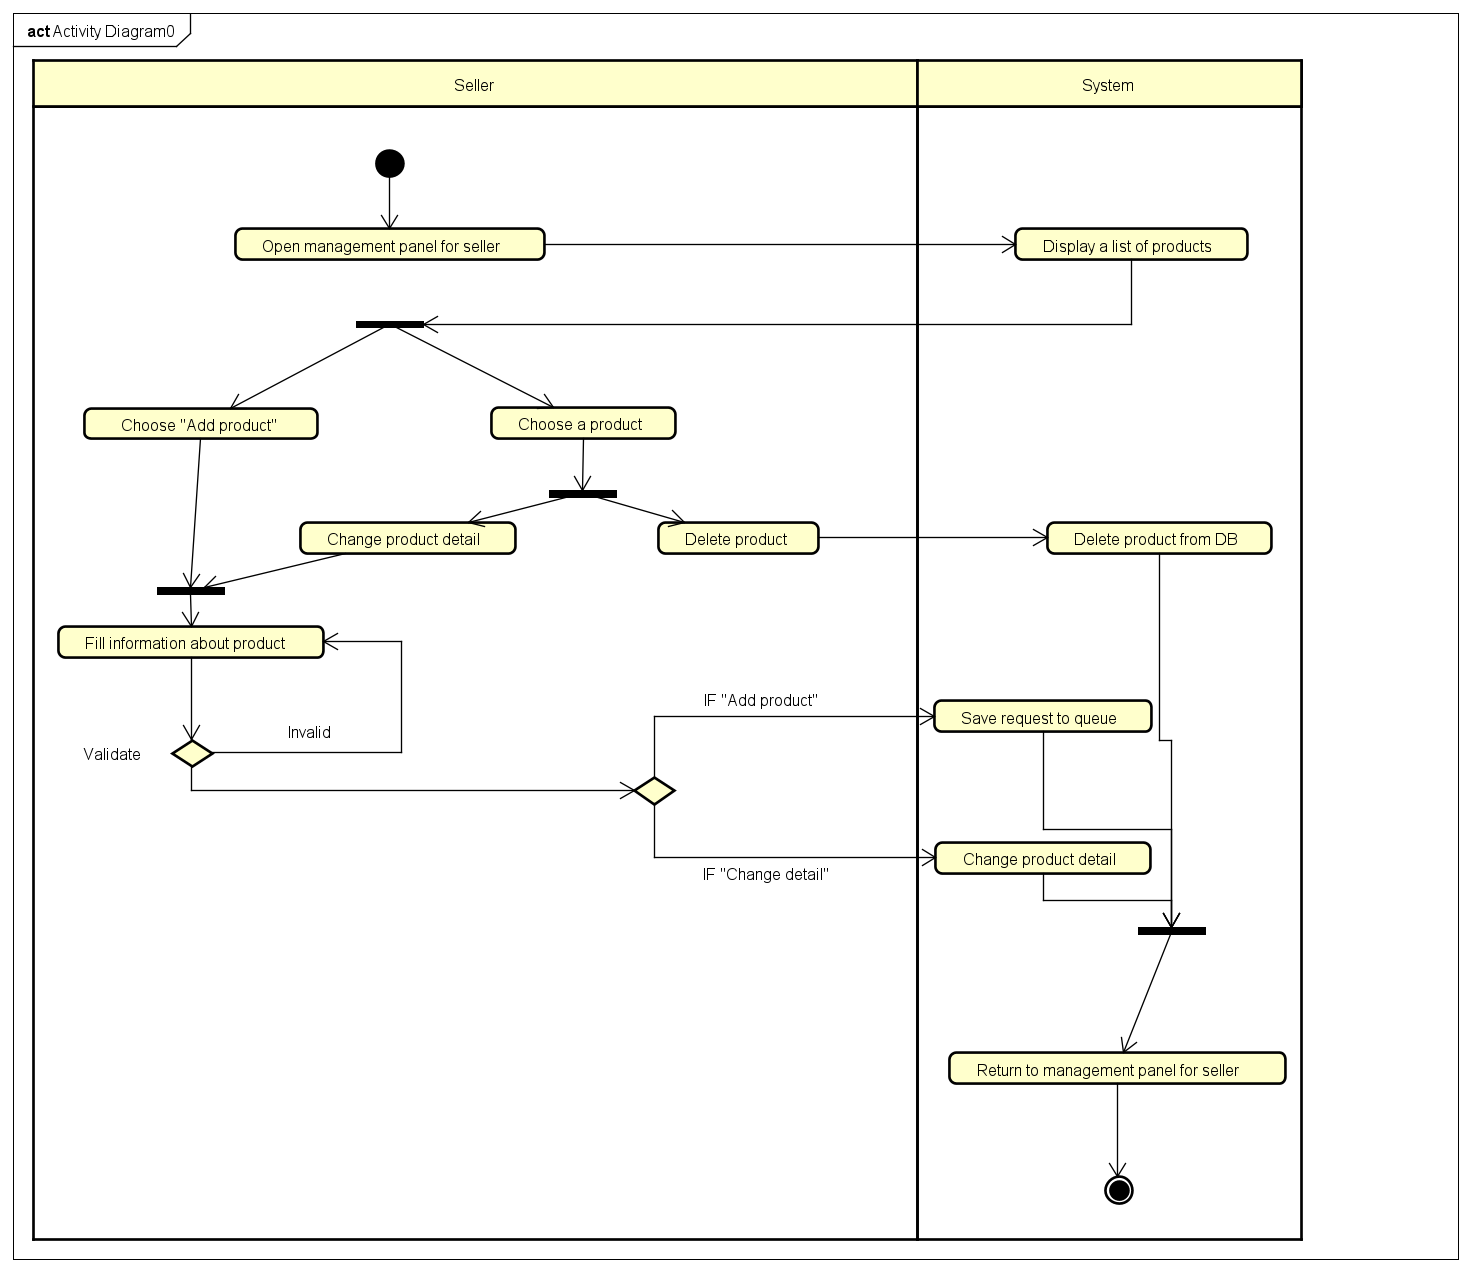 act Activity Diagram0
Seller
System
Open management panel for seller
Display a list of products
Choose "Add product"
Choose a product
Change product detail
Delete product
Delete product from DB
Fill information about product
IF "Add product"
Save request to queue
Invalid
Validate
Change product detail
IF "Change detail"
Return to management panel for seller